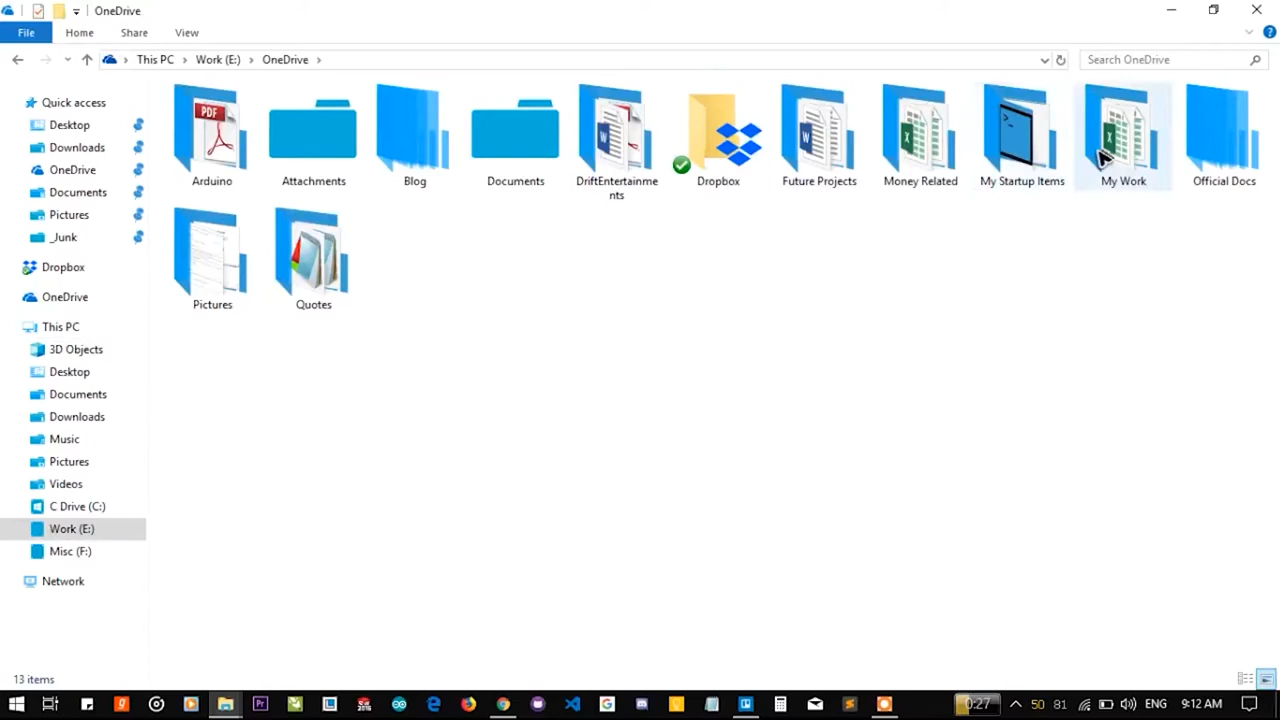 OneDrive
File Home Share View
This PC Work (E:) OneDrive
Search OneDrive
Quick access
Desktop
Downloads
OneDrive
Documents
Pictures
_Junk
Dropbox
OneDrive
This PC
3D Objects
Desktop
Documents
Downloads
Music
Pictures
Videos
C Drive (C:)
Work (E:)
Misc (F:)
Network
PDF
Arduino Attachments Blog Documents DriftEntertainme
nts Dropbox Future Projects Money Related My Startup Items My Work Official Docs
Pictures Quotes
13 items
0:27 50 81 ENG 9:12 AM